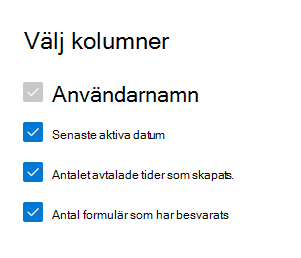 Välj kolumner
Användarnamn
Senaste aktiva datum
Antalet avtalade tider som skapats.
Antal formulär som har besvarats